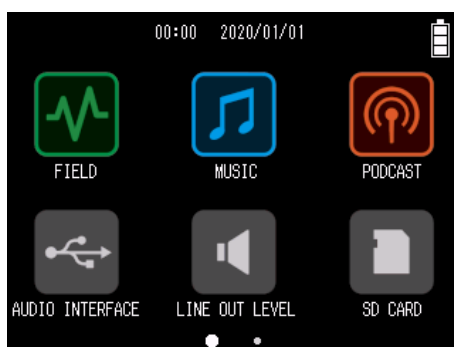 00:00 2020/01/01
FIELD MUSIC PODCAST
AUDIO INTERFACE LINE OUT LEVEL SD CARD